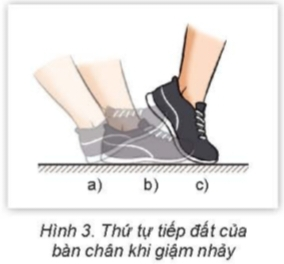 a) b) c)
Hình 3. Thứ tự tiếp đất của
bàn chân khi giậm nhảy